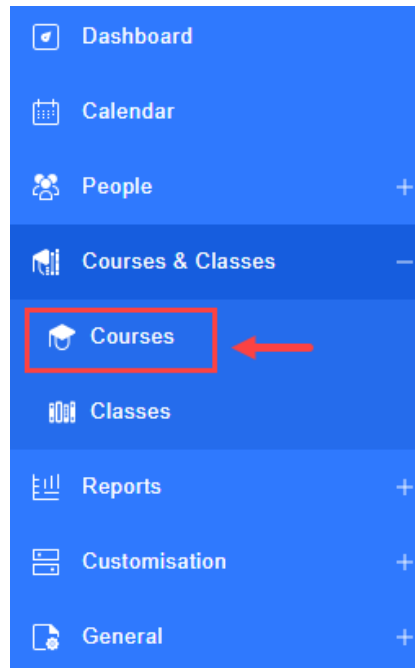 Dashboard
Calendar
People
Courses & Classes
Courses
Classes
Reports
Customisation
General